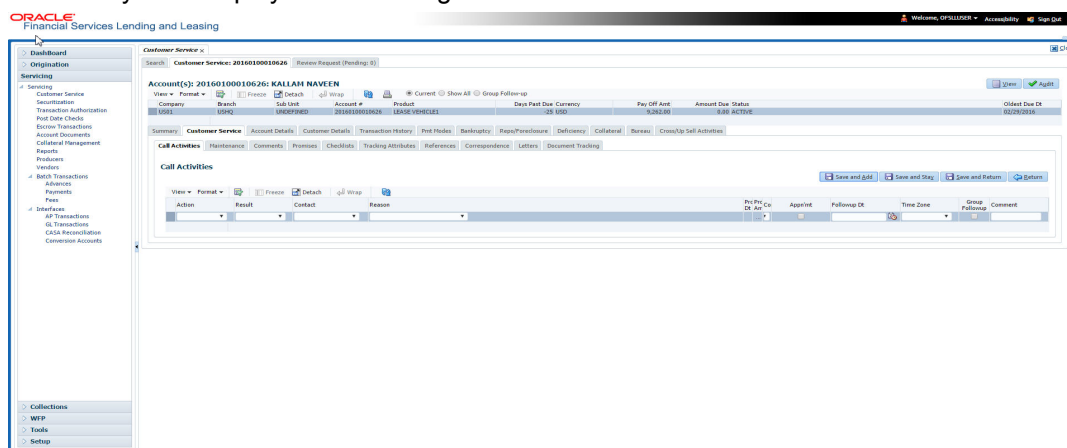 ORACLE
Financial Services Lending and Leasing
Welcome, OFSLLUSER Accessibility Sign Out
DashBoard
Origination
Servicing
Servicing
Customer Service
Securitization
Transaction Authorization
Post Date Checks
Escrow Transactions
Account Documents
Collateral Management
Reports
Producers
Vendors
Batch Transactions
Advances
Payments
Fees
Interfaces
AP Transactions
GL Transactions
CASA Reconciliation
Conversion Accounts
Collections
WFP
Tools
Setup
Customer Service x
Search Customer Service: 20160100010626 Review Request (Pending: 0)
Account(s): 20160100010626: KALLAM NAVEEN
View Audit
View Format Freeze Detach Wrap Current Show All Group Follow-up
Company Branch Sub Unit Account # Product Days Past Due Currency Pay Off Amt Amount Due Status Oldest Due Dt
US01 USHQ UNDEFINED 20160100010626 LEASE VEHICLE1 -25 USD 9,262.00 0.00 ACTIVE 02/29/2016
Summary Customer Service Account Details Customer Details Transaction History Pmt Modes Bankruptcy Repo/Foreclosure Deficiency Collateral Bureau Cross/Up Sell Activities
Call Activities Maintenance Comments Promises Checklists Tracking Attributes References Correspondence Letters Document Tracking
Call Activities
Save and Add Save and Stay Save and Return Return
View Format Freeze Detach Wrap
Action Result Contact Reason Prc Dt Prc Am Co Appn'mt Followup Dt Time Zone Group Followup Comment